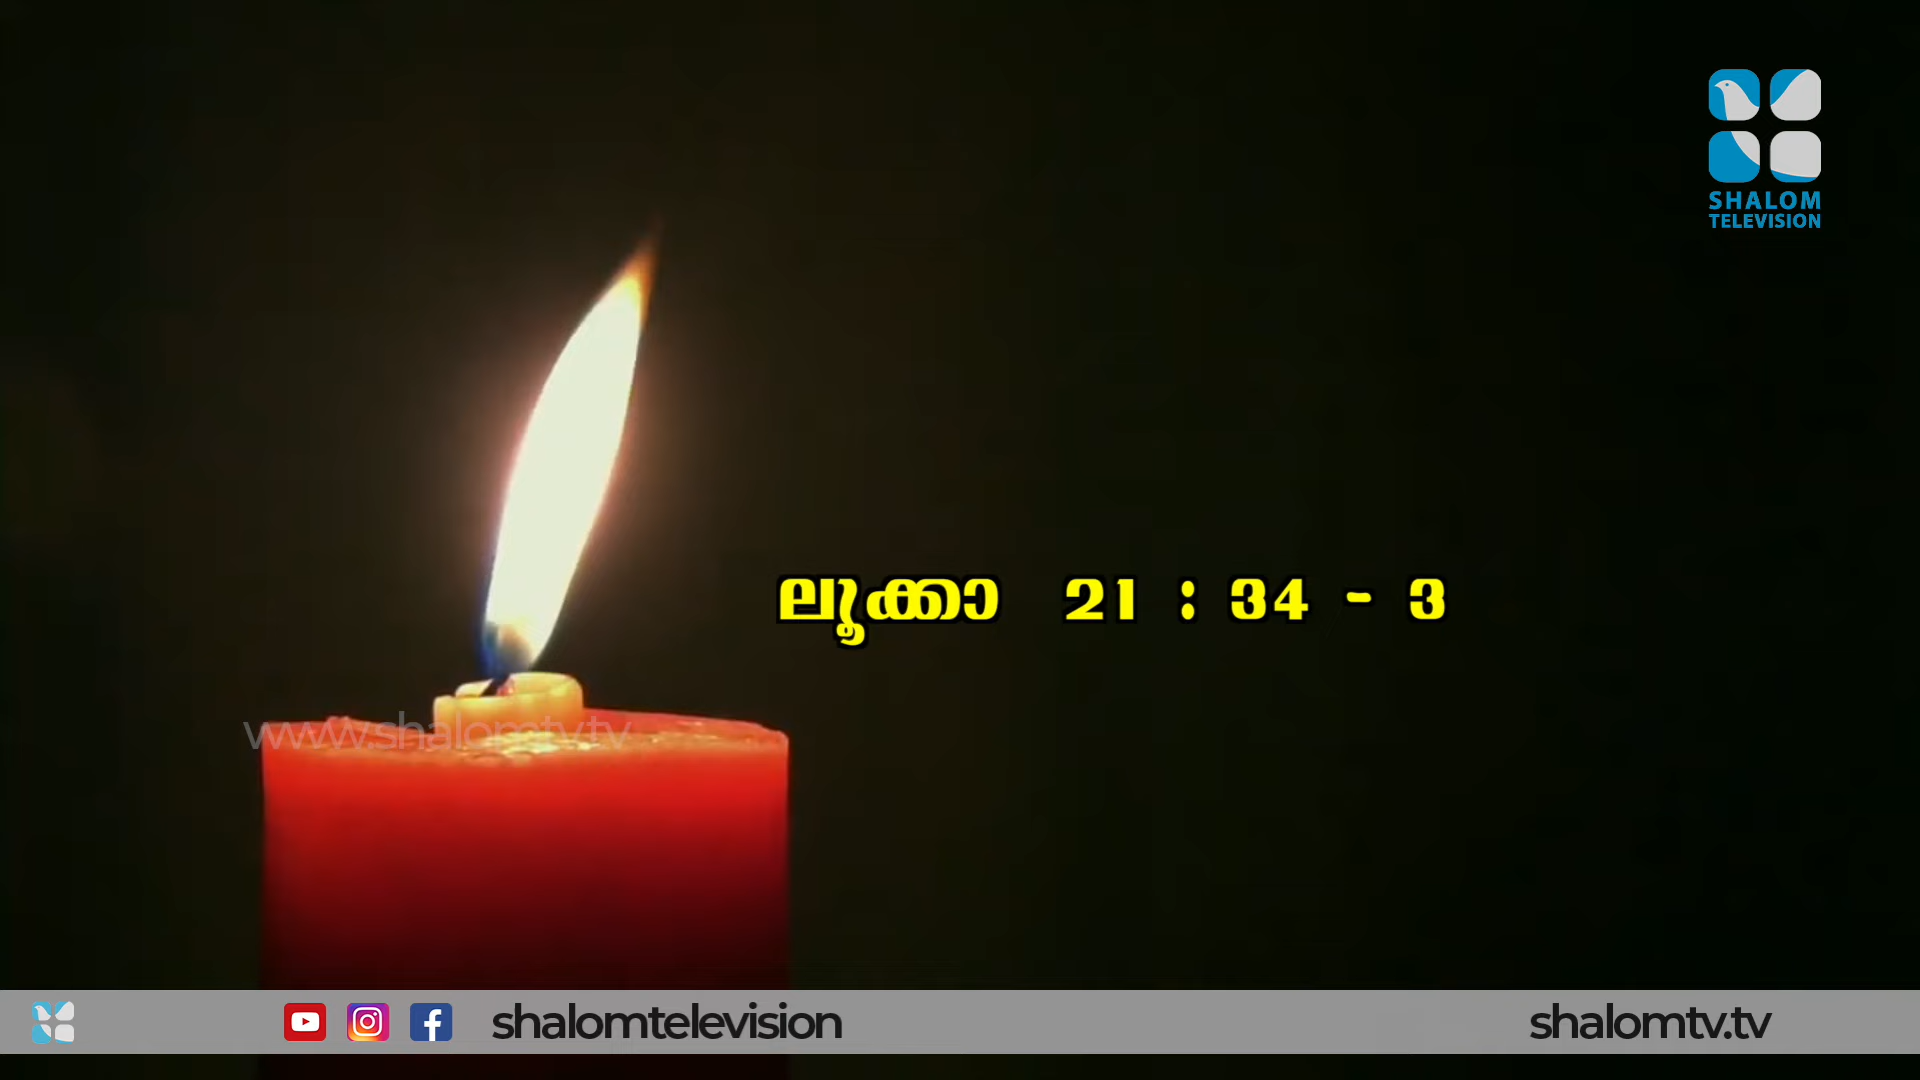 SHALOM
TELEVISION
ലൂക്കാ 21 : 34 - 3
www.shalomtv.tv
shalomtelevision
shalomtv.tv